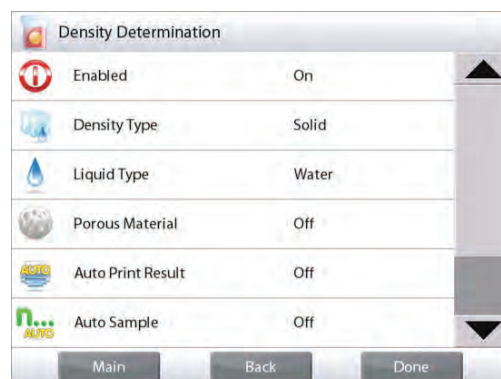 Density Determination
Enabled On
Density Type Solid
Liquid Type Water
Porous Material Off
AUTO Auto Print Result Off
n... AUTO Auto Sample Off
Main Back Done